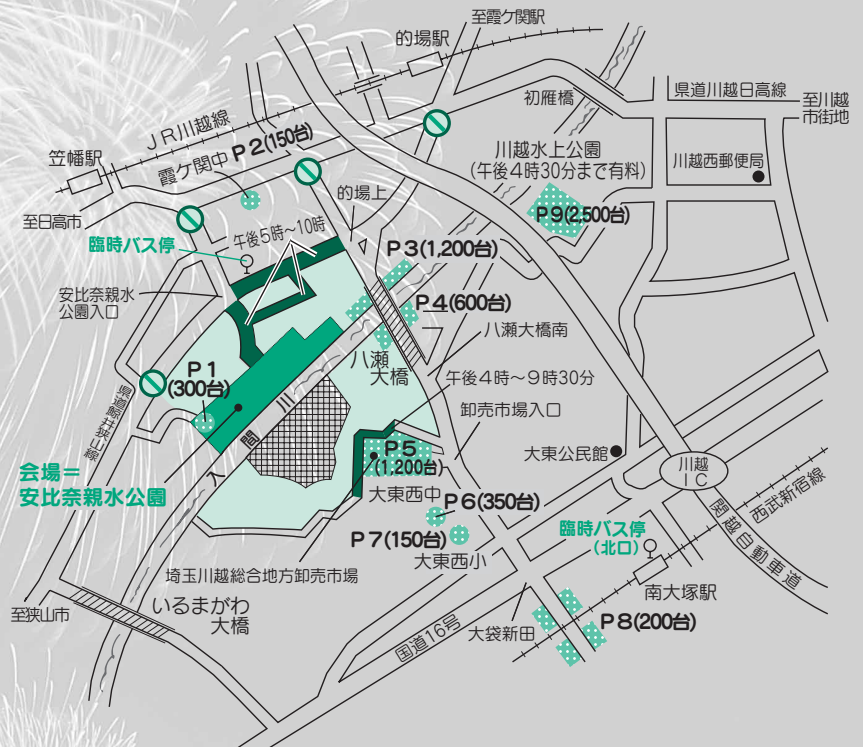 至霞ケ関駅
的場駅
初雁橋
県道川越日高線
至川越
市街地
JR川越線
笠幡駅
霞ケ関中 P2(150台)
川越水上公園
(午後4時30分まで有料)
川越西郵便局
的場上
P9(2,500台)
至日高市
午後5時〜10時
臨時バス停
P3(1,200台)
安比奈親水
公園入口
P4(600台)
八瀬大橋南
八瀬
大橋
P1
(300台)
午後4時〜9時30分
県道鯨井狭山線
入間川
卸売市場入口
P5
(1,200台)
大東公民館
川越
IC
会場=
安比奈親水公園
大東西中
西武新宿線
P6(350台)
関越自動車道
臨時バス停
(北口)
P7(150台)
大東西小
埼玉川越総合地方卸売市場
南大塚駅
至狭山市
いるまがわ
大橋
国道16号
大袋新田
P8(200台)